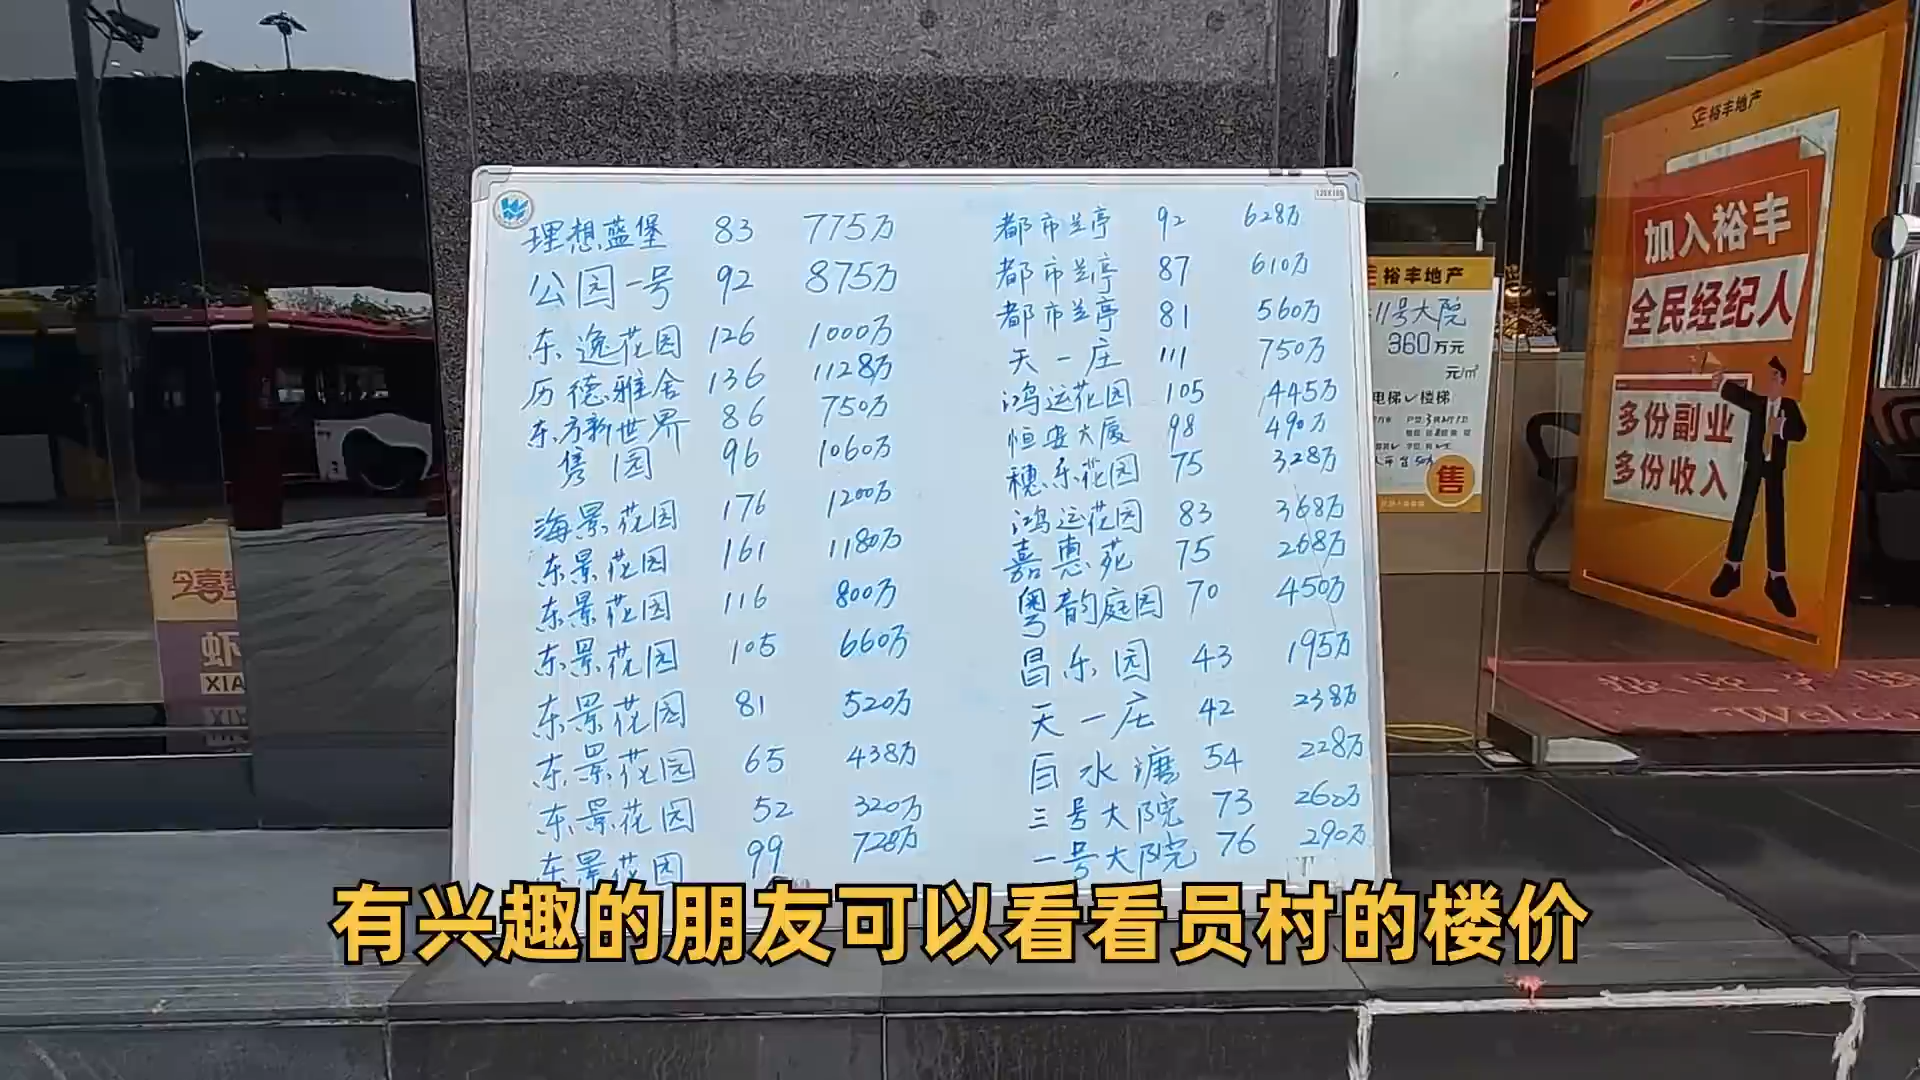 理想蓝堡 83 775万
公园一号 92 875万
东逸花园 126 1000万
历德雅舍 136 1128万
东方新世界 86 750万
隽园 96 1060万
海景花园 176 1200万
东景花园 161 1180万
东景花园 116 800万
东景花园 105 660万
东景花园 81 520万
东景花园 65 438万
东景花园 52 320万
东景花园 99 728万
都市兰亭 92 628万
都市兰亭 87 610万
都市兰亭 81 560万
天一庄 111 750万
鸿运花园 105 445万
恒安大厦 98 490万
穗东花园 75 328万
鸿运花园 83 368万
嘉惠苑 75 268万
粤韵庭园 70 450万
昌乐园 43 195万
天一庄 42 238万
白水塘 54 228万
三号大院 73 260万
一号大院 76 290万
裕丰地产
11号大院
360万元
元/㎡
电梯✓楼梯
售
裕丰地产
加入裕丰
全民经纪人
多份副业
多份收入
虾
XIA
Welco
有兴趣的朋友可以看看员村的楼价